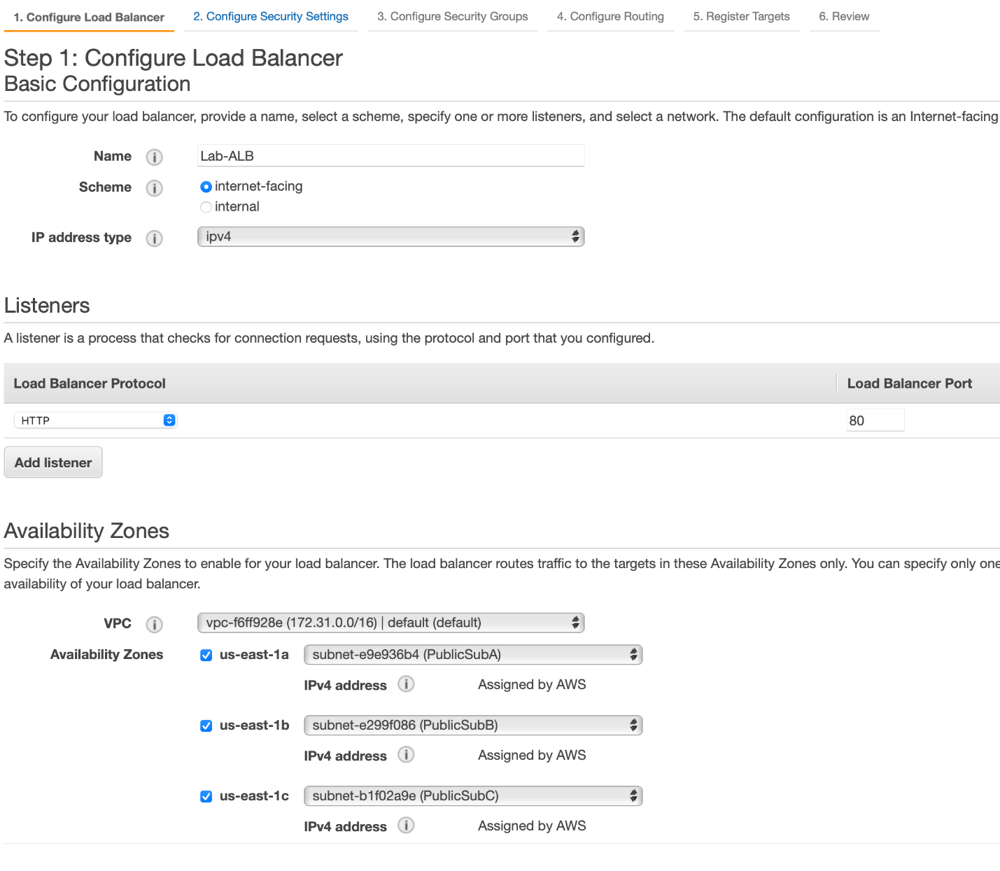 1. Configure Load Balancer 2. Configure Security Settings 3. Configure Security Groups 4. Configure Routing 5. Register Targets 6. Review
Step 1: Configure Load Balancer
Basic Configuration
To configure your load balancer, provide a name, select a scheme, specify one or more listeners, and select a network. The default configuration is an Internet-facing
Name i Lab-ALB
Scheme i internet-facing
internal
IP address type i ipv4
Listeners
A listener is a process that checks for connection requests, using the protocol and port that you configured.
Load Balancer Protocol Load Balancer Port
HTTP 80
Add listener
Availability Zones
Specify the Availability Zones to enable for your load balancer. The load balancer routes traffic to the targets in these Availability Zones only. You can specify only one
availability of your load balancer.
VPC i vpc-f6ff928e (172.31.0.0/16) | default (default)
Availability Zones us-east-1a subnet-e9e936b4 (PublicSubA)
IPv4 address i Assigned by AWS
us-east-1b subnet-e299f086 (PublicSubB)
IPv4 address i Assigned by AWS
us-east-1c subnet-b1f02a9e (PublicSubC)
IPv4 address i Assigned by AWS